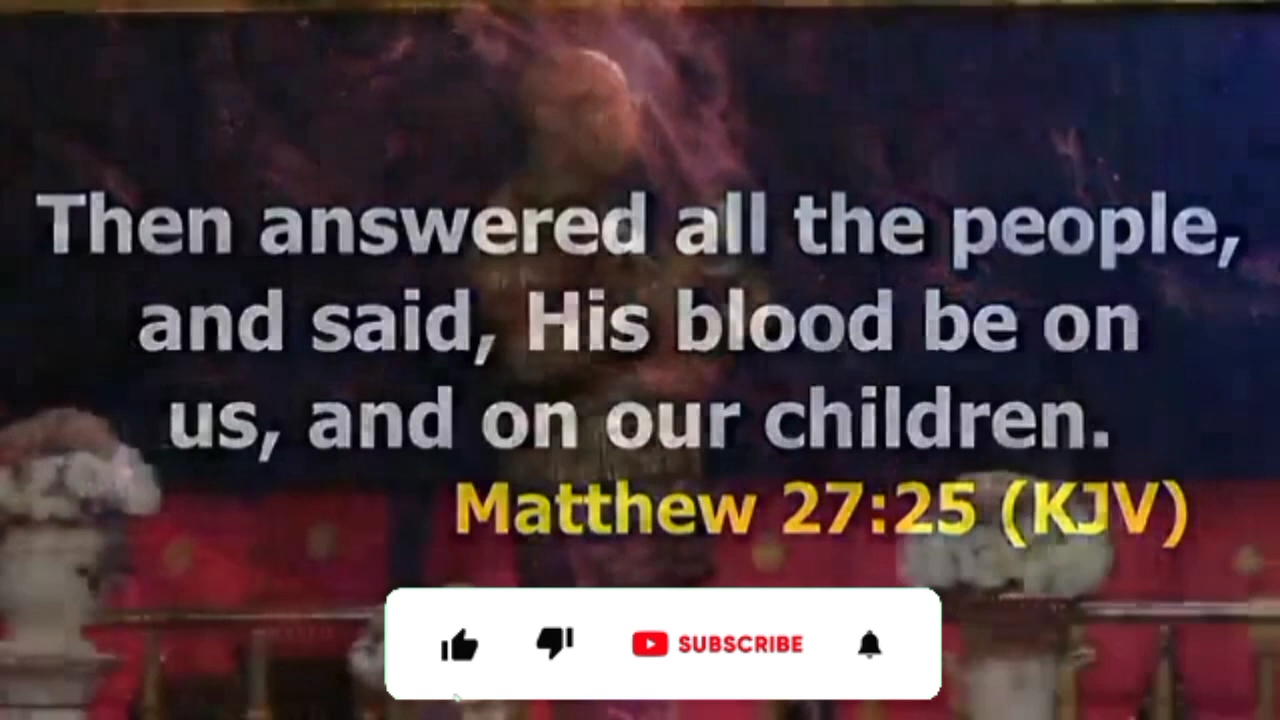 Then answered all the people,
and said, His blood be on
us, and on our children.
Matthew 27:25 (KJV)
SUBSCRIBE